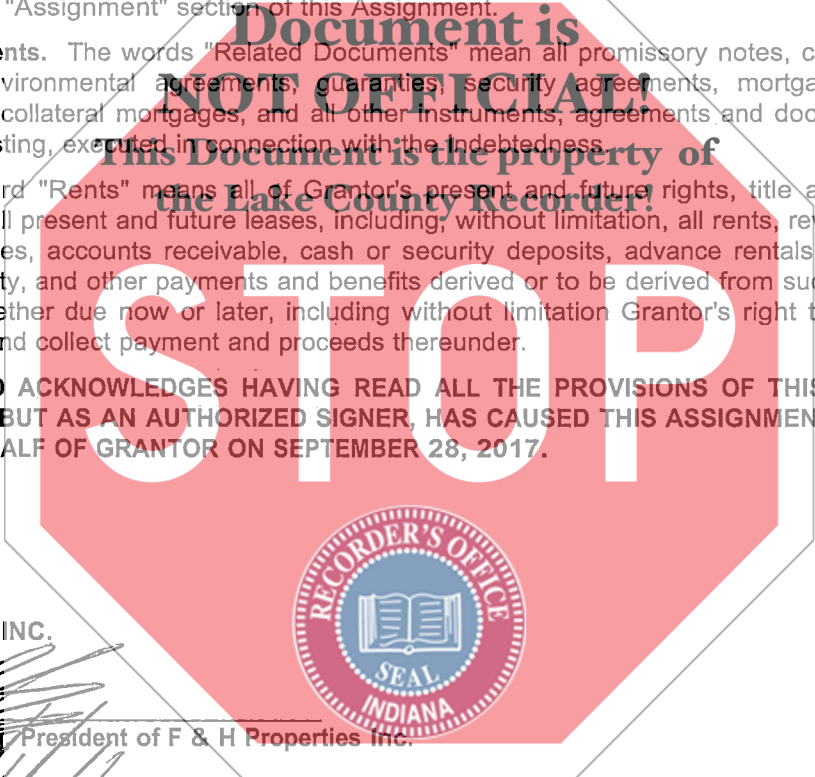 "Assignment" section of this Assignment.
Document is
nts. The words "Related Documents" mean all promissory notes, c
vironmental agreements, guaranties, security agreements, mortga
NOT OFFICIAL!
collateral mortgages, and all other instruments, agreements and doc
sting, executed in connection with the Indebtedness.
This Document is the property of
the Lake County Recorder!
rd "Rents" means all of Grantor's present and future rights, title a
ll present and future leases, including, without limitation, all rents, rev
es, accounts receivable, cash or security deposits, advance rentals
ty, and other payments and benefits derived or to be derived from suc
ether due now or later, including without limitation Grantor's right t
nd collect payment and proceeds thereunder.
STOP
D ACKNOWLEDGES HAVING READ ALL THE PROVISIONS OF THIS
BUT AS AN AUTHORIZED SIGNER, HAS CAUSED THIS ASSIGNMEN
ALF OF GRANTOR ON SEPTEMBER 28, 2017.
RECORDER'S OFFICE
SEAL
INDIANA
INC.
President of F & H Properties Inc.